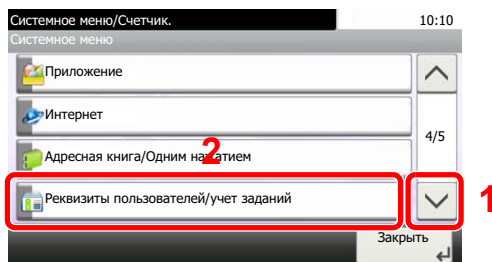 Системное меню/Счетчик. 10:10
Системное меню
Приложение
Интернет
4/5
2
Адресная книга/Одним нажатием
Реквизиты пользователей/учет заданий
1
Закрыть